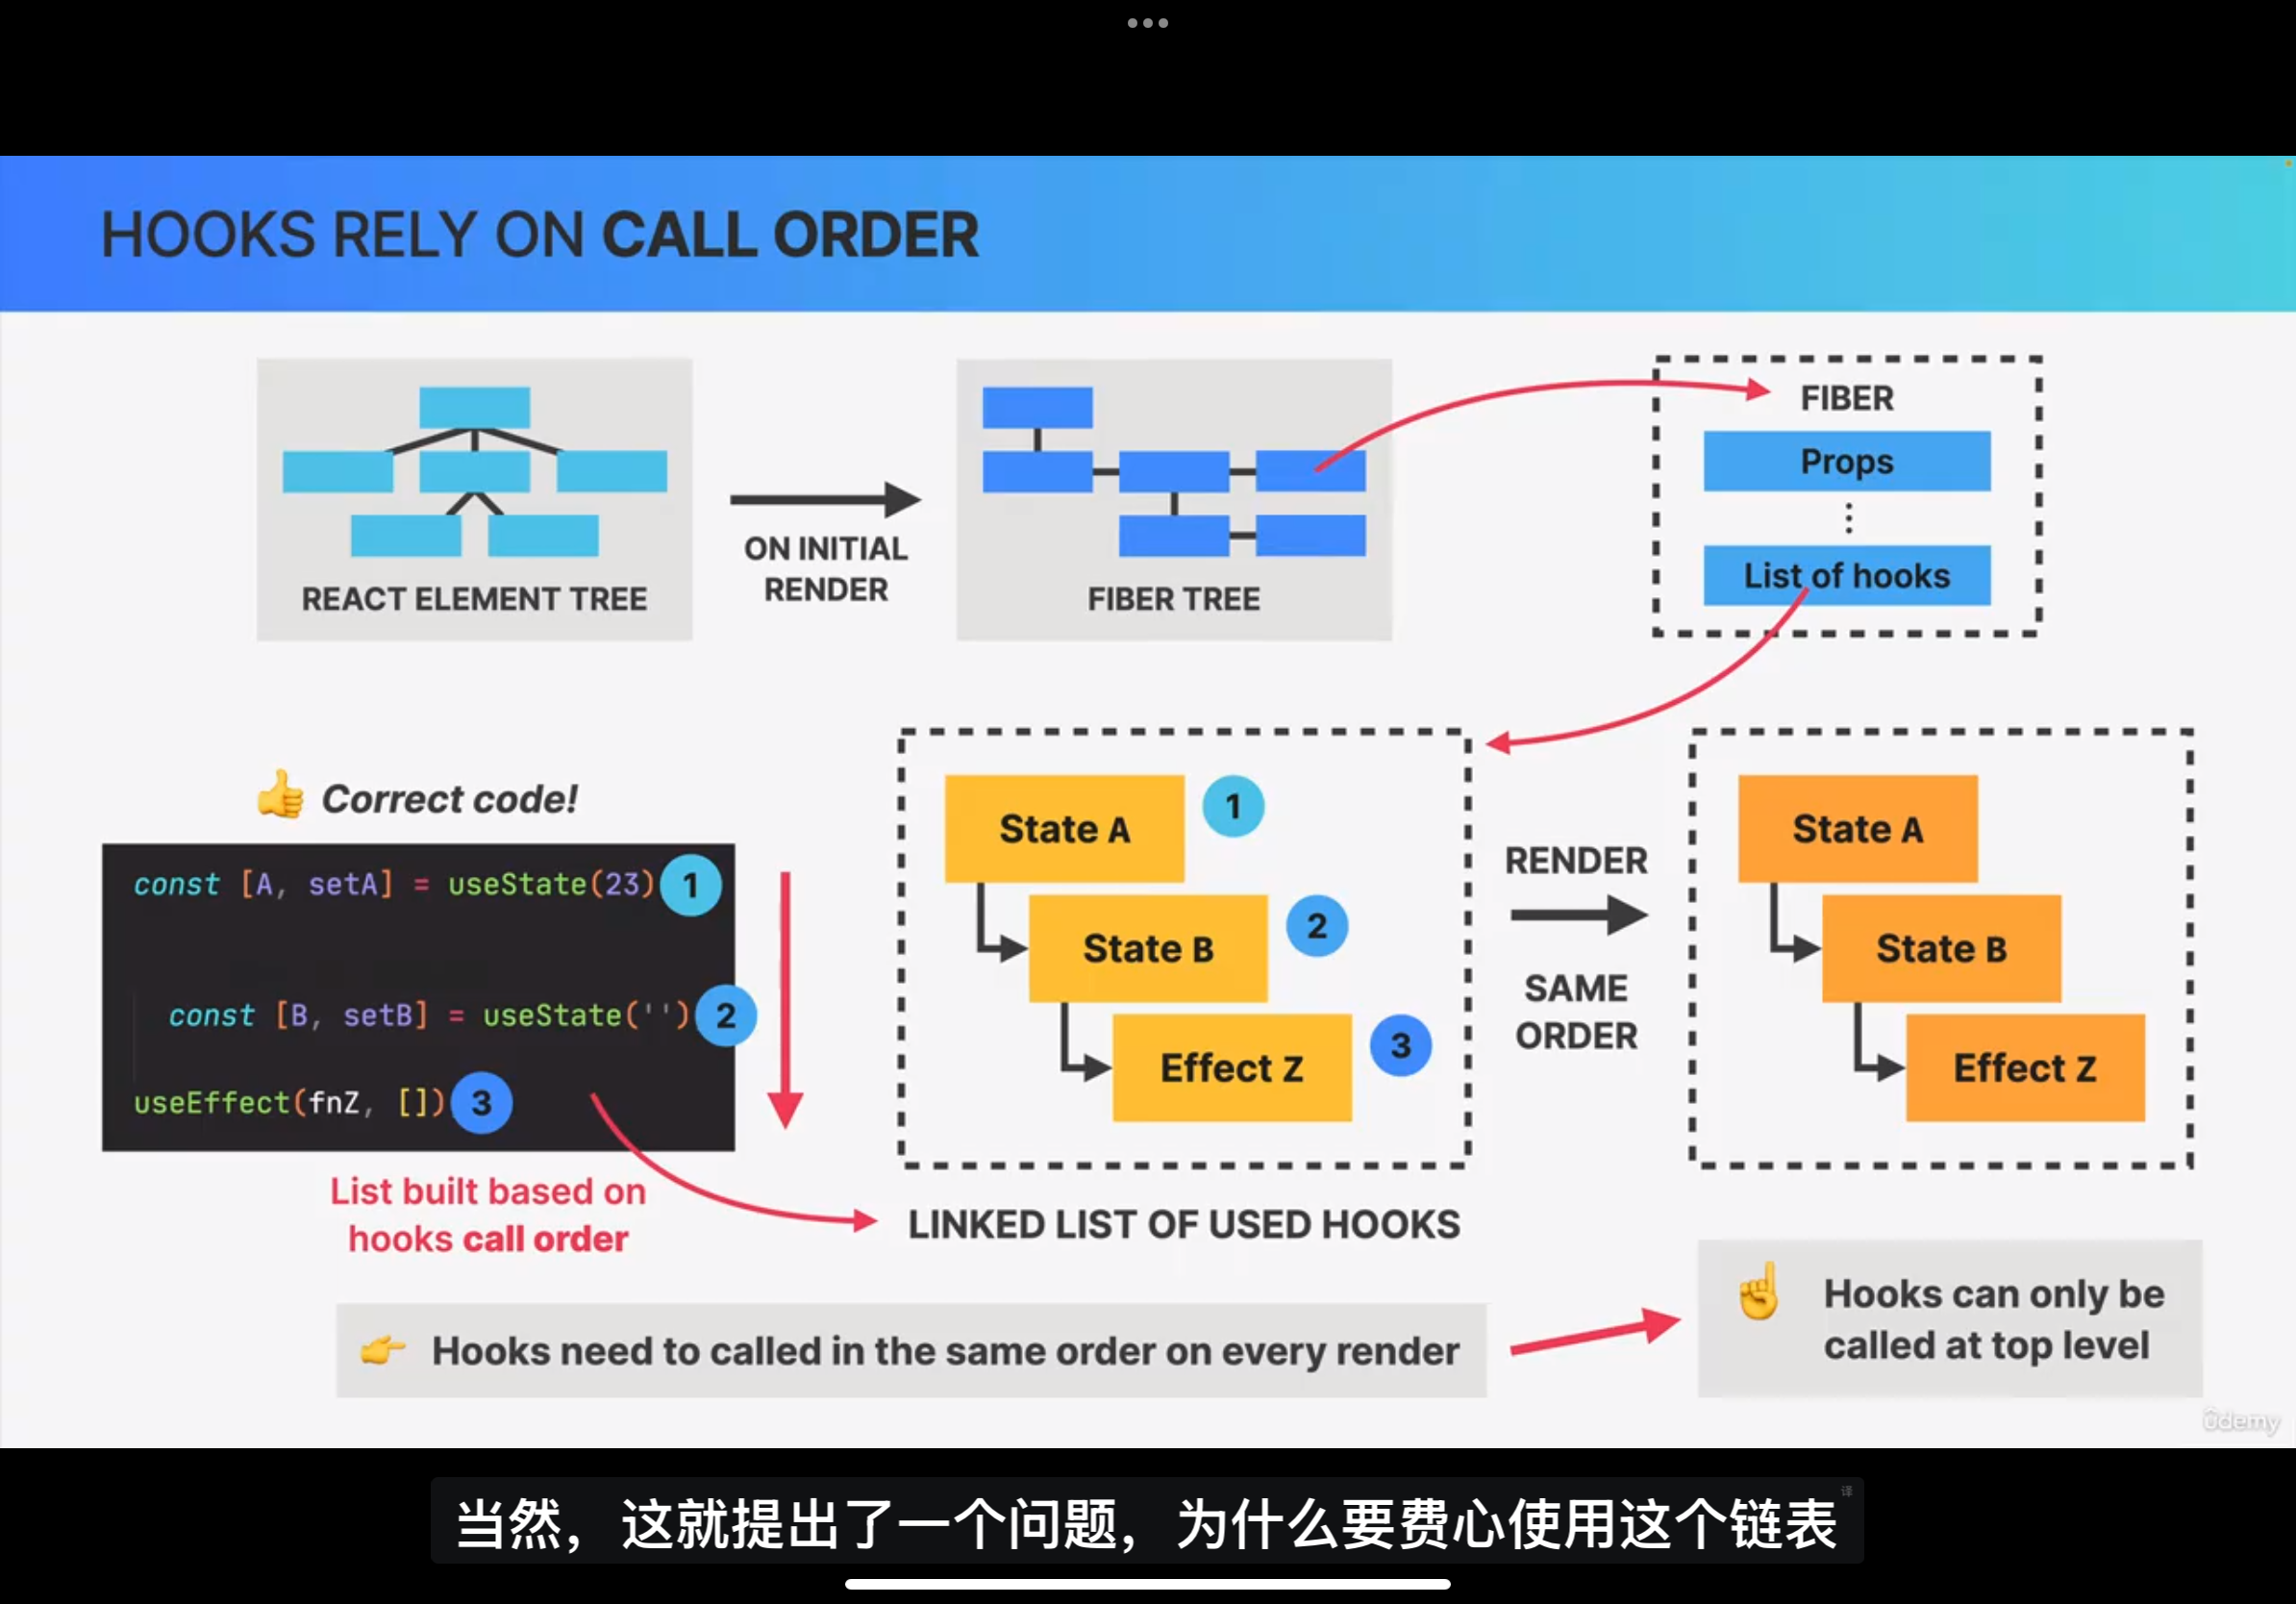 HOOKS RELY ON CALL ORDER
REACT ELEMENT TREE
ON INITIAL
RENDER
FIBER TREE
FIBER
Props
List of hooks
👍 Correct code!
const [A, setA] = useState(23) 1
const [B, setB] = useState('') 2
useEffect(fnZ, []) 3
List built based on
hooks call order
State A 1
State B 2
Effect Z 3
LINKED LIST OF USED HOOKS
RENDER
SAME
ORDER
State A
State B
Effect Z
👉 Hooks need to called in the same order on every render
☝️ Hooks can only be
called at top level
ûdemy
当然，这就提出了一个问题，为什么要费心使用这个链表
译